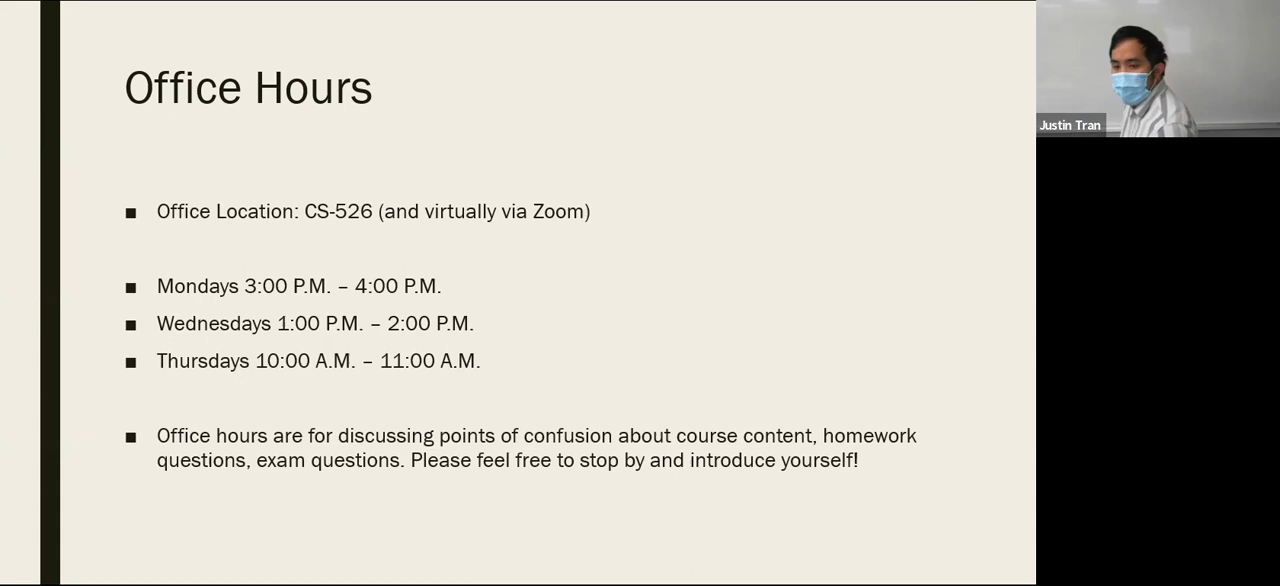 Office Hours
■ Office Location: CS-526 (and virtually via Zoom)
■ Mondays 3:00 P.M. – 4:00 P.M.
■ Wednesdays 1:00 P.M. – 2:00 P.M.
■ Thursdays 10:00 A.M. – 11:00 A.M.
■ Office hours are for discussing points of confusion about course content, homework
questions, exam questions. Please feel free to stop by and introduce yourself!
Justin Tran